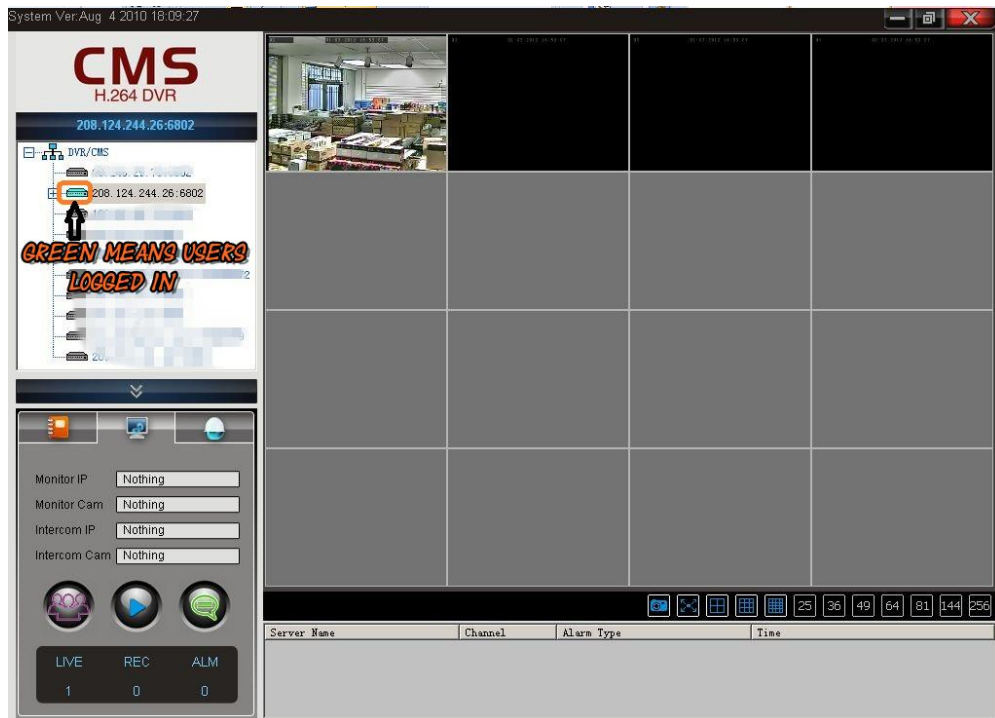 System Ver:Aug 4 2010 18:09:27
CMS
H.264 DVR
208.124.244.26:6802
DVR/CMS
208.124.244.26:6802
GREEN MEANS USERS
LOGGED IN
2
20
Monitor IP Nothing
Monitor Cam Nothing
Intercom IP Nothing
Intercom Cam Nothing
LIVE REC ALM
1 0 0
25 36 49 64 81 144 256
Server Name Channel Alarm Type Time